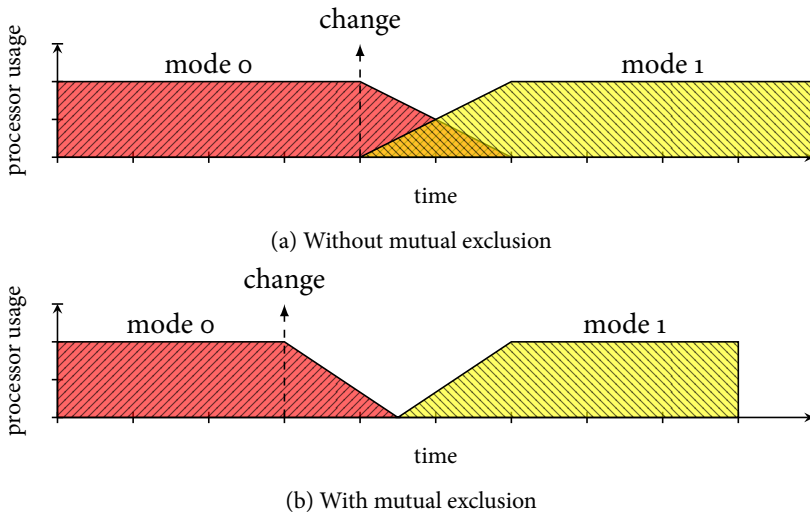 change
mode 0
mode 1
processor usage
time
(a) Without mutual exclusion
change
mode 0
mode 1
processor usage
time
(b) With mutual exclusion